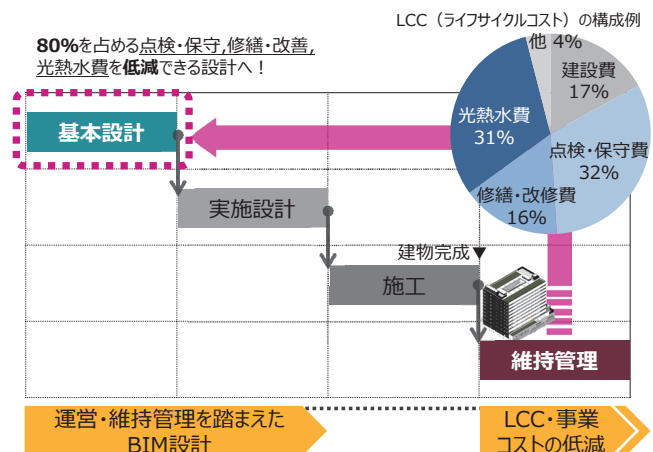 LCC（ライフサイクルコスト）の構成例
80%を占める点検・保守,修繕・改善,
光熱水費を低減できる設計へ！
他 4%
建設費
17%
光熱水費
31%
点検・保守費
32%
修繕・改修費
16%
基本設計
実施設計
建物完成▼
施工
維持管理
運営・維持管理を踏まえた
BIM設計
LCC・事業
コストの低減